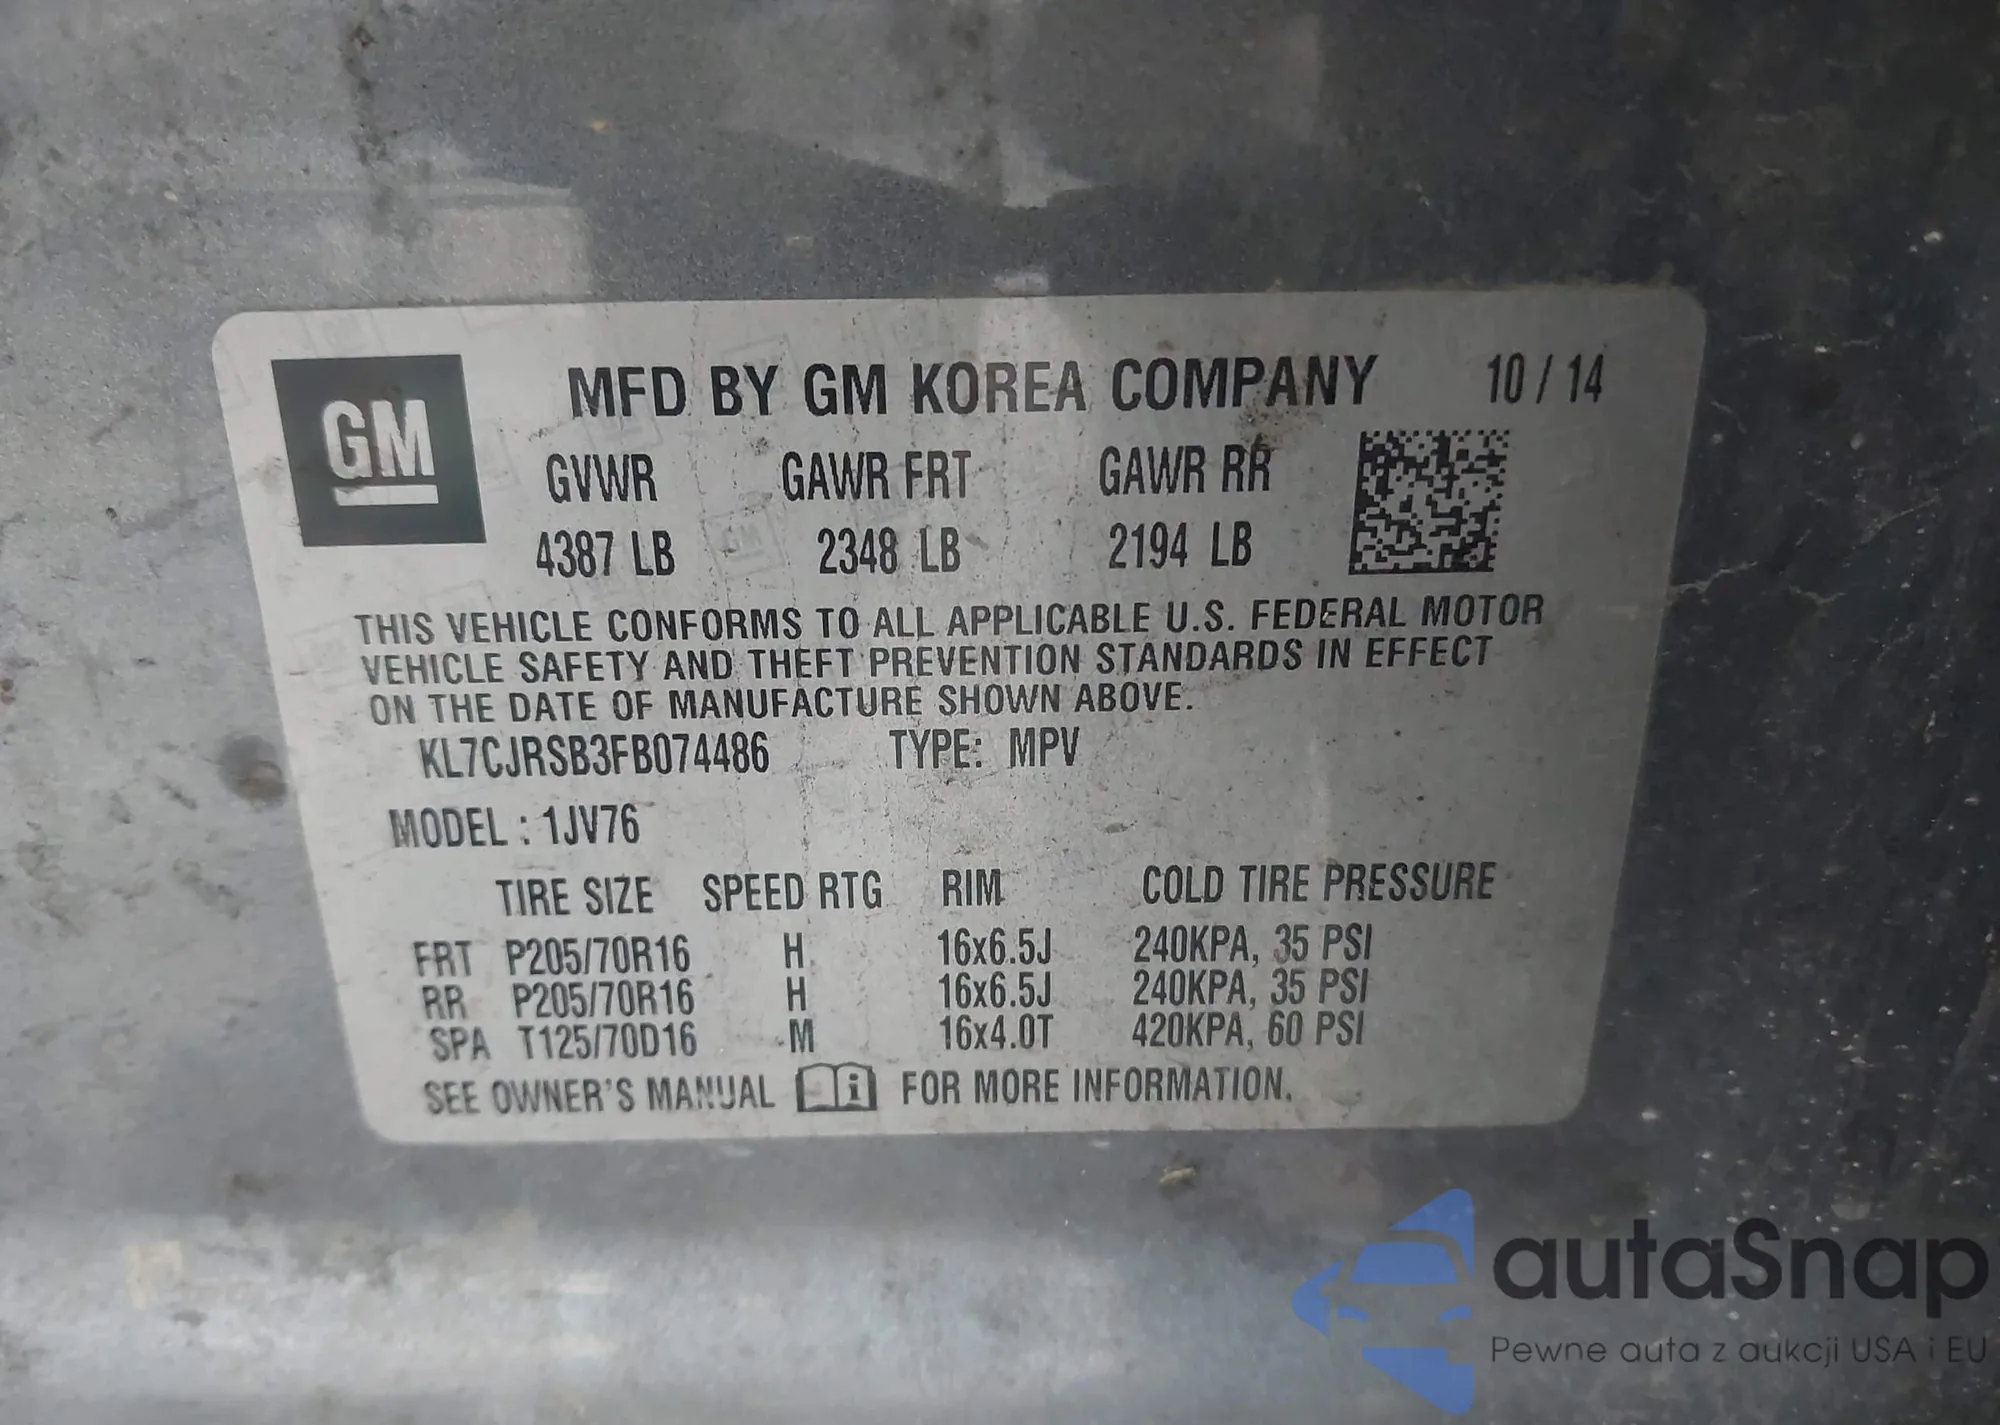 GM
MFD BY GM KOREA COMPANY 10 / 14
GVWR GAWR FRT GAWR RR
4387 LB 2348 LB 2194 LB
THIS VEHICLE CONFORMS TO ALL APPLICABLE U.S. FEDERAL MOTOR
VEHICLE SAFETY AND THEFT PREVENTION STANDARDS IN EFFECT
ON THE DATE OF MANUFACTURE SHOWN ABOVE.
KL7CJRSB3FB074486 TYPE: MPV
MODEL : 1JV76
TIRE SIZE SPEED RTG RIM COLD TIRE PRESSURE
FRT P205/70R16 H 16x6.5J 240KPA, 35 PSI
RR P205/70R16 H 16x6.5J 240KPA, 35 PSI
SPA T125/70D16 M 16x4.0T 420KPA, 60 PSI
SEE OWNER'S MANUAL i FOR MORE INFORMATION.
autaSnap
Pewne auta z aukcji USA i EU